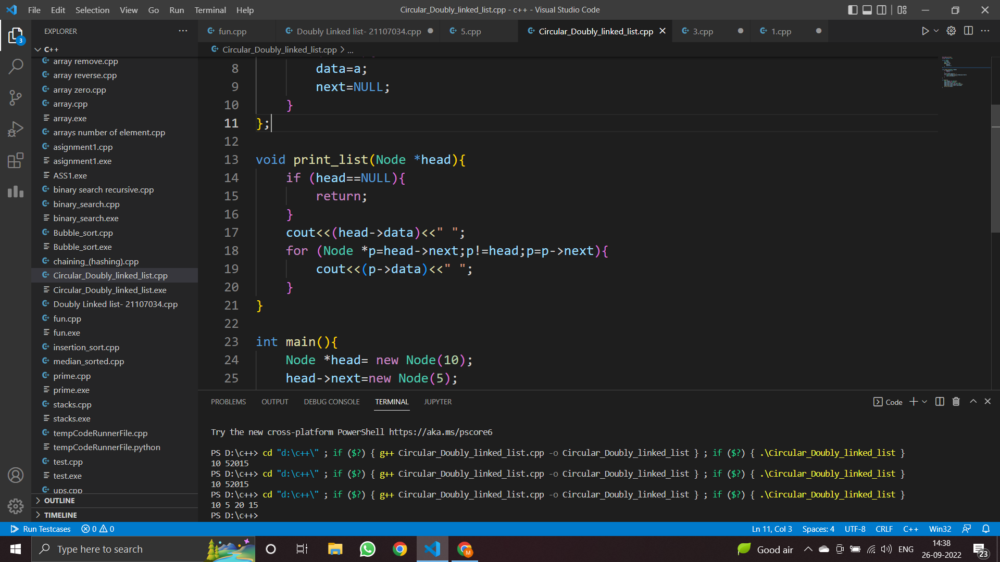 File Edit Selection View Go Run Terminal Help
Circular_Doubly_linked_list.cpp - c++ - Visual Studio Code
EXPLORER
fun.cpp
Doubly Linked list- 21107034.cpp
5.cpp
Circular_Doubly_linked_list.cpp
3.cpp
1.cpp
3
C++
Circular_Doubly_linked_list.cpp > ...
array remove.cpp
array reverse.cpp
array zero.cpp
array.cpp
array.exe
arrays number of element.cpp
asignment1.cpp
asignment1.exe
ASS1.exe
binary search recursive.cpp
binary_search.cpp
binary_search.exe
Bubble_sort.cpp
Bubble_sort.exe
chaining_(hashing).cpp
Circular_Doubly_linked_list.cpp
Circular_Doubly_linked_list.exe
Doubly Linked list- 21107034.cpp
fun.cpp
fun.exe
insertion_sort.cpp
median_sorted.cpp
prime.cpp
prime.exe
stacks.cpp
stacks.exe
tempCodeRunnerFile.cpp
tempCodeRunnerFile.python
test.cpp
test.exe
ups.cpp
OUTLINE
TIMELINE
8 data=a;
9 next=NULL;
10 }
11 };
12
13 void print_list(Node *head){
14 if (head==NULL){
15 return;
16 }
17 cout<<(head->data)<<" ";
18 for (Node *p=head->next;p!=head;p=p->next){
19 cout<<(p->data)<<" ";
20 }
21 }
22
23 int main(){
24 Node *head= new Node(10);
25 head->next=new Node(5);
PROBLEMS OUTPUT DEBUG CONSOLE TERMINAL JUPYTER
Code
Try the new cross-platform PowerShell https://aka.ms/pscore6
PS D:\c++> cd "d:\c++\" ; if ($?) { g++ Circular_Doubly_linked_list.cpp -o Circular_Doubly_linked_list } ; if ($?) { .\Circular_Doubly_linked_list }
10 52015
PS D:\c++> cd "d:\c++\" ; if ($?) { g++ Circular_Doubly_linked_list.cpp -o Circular_Doubly_linked_list } ; if ($?) { .\Circular_Doubly_linked_list }
10 52015
PS D:\c++> cd "d:\c++\" ; if ($?) { g++ Circular_Doubly_linked_list.cpp -o Circular_Doubly_linked_list } ; if ($?) { .\Circular_Doubly_linked_list }
10 5 20 15
PS D:\c++>
Run Testcases 0 0
Ln 11, Col 3 Spaces: 4 UTF-8 CRLF C++ Win32
Type here to search
M
Good air
ENG
14:38
26-09-2022
23